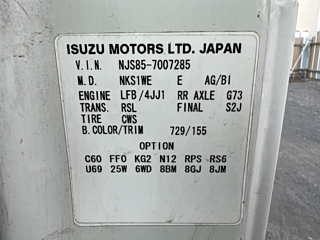 ISUZU MOTORS LTD. JAPAN
V.I.N. NJS85-7007285
M.D. NKS1WE E AG/BI
ENGINE LFB/4JJ1 RR AXLE G73
TRANS. RSL FINAL S2J
TIRE CWS
B.COLOR/TRIM 729/155
OPTION
C60 FF0 KG2 N12 RPS RS6
U69 25W 6WD 8BM 8GJ 8JM